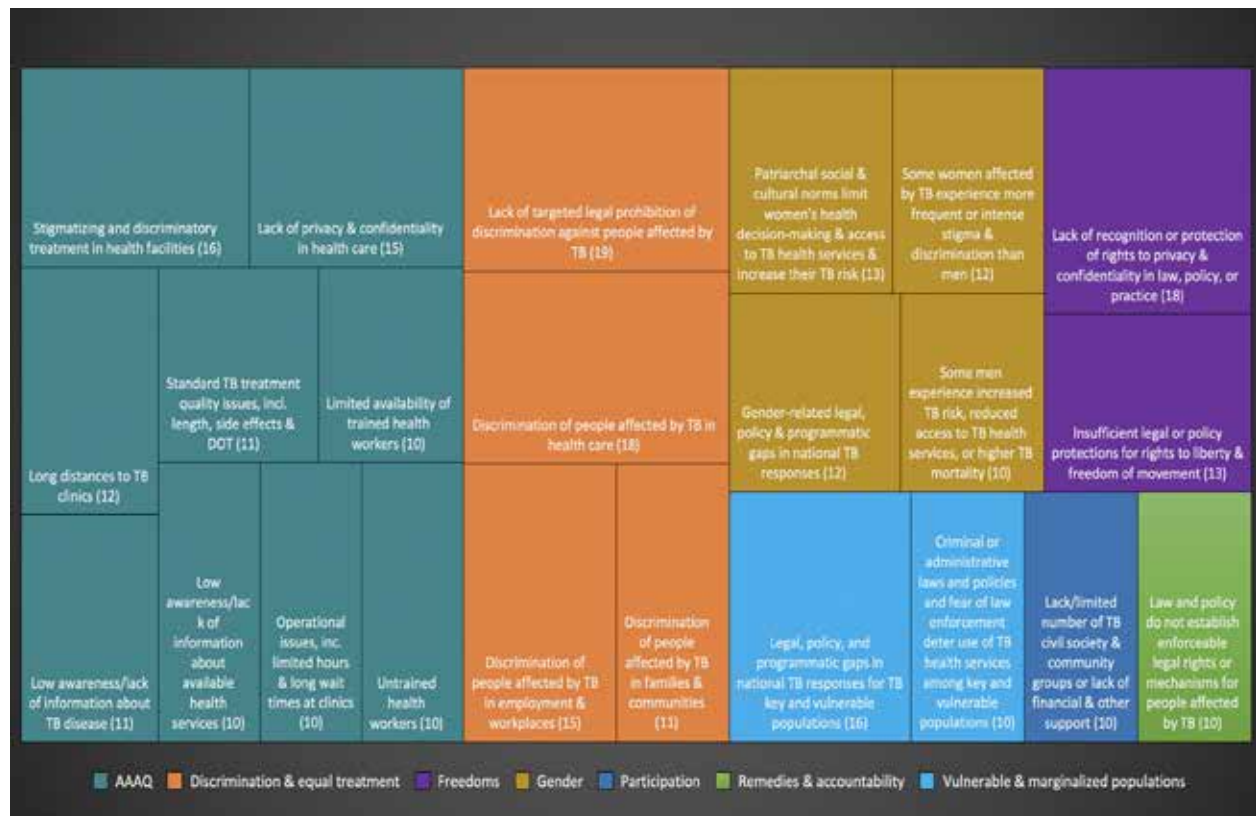 Stigmatizing and discriminatory
treatment in health facilities (16)
Lack of privacy & confidentiality
in health care (15)
Long distances to TB
clinics (12)
Standard TB treatment
quality issues, incl.
length, side effects &
DOT (11)
Limited availability of
trained health
workers (10)
Low awareness/lack
of information about
TB disease (11)
Low
awareness/lac
k of
information
about
available
health
services (10)
Operational
issues, inc.
limited hours
& long wait
times at clinics
(10)
Untrained
health
workers (10)
Lack of targeted legal prohibition of
discrimination against people affected by
TB (19)
Discrimination of people affected by TB in
health care (18)
Discrimination of
people affected by TB
in employment &
workplaces (15)
Discrimination
of people
affected by TB
in families &
communities
(11)
Patriarchal social &
cultural norms limit
women's health
decision-making & access
to TB health services &
increase their TB risk (13)
Some women affected
by TB experience more
frequent or intense
stigma &
discrimination than
men (12)
Gender-related legal,
policy & programmatic
gaps in national TB
responses (12)
Some men
experience increased
TB risk, reduced
access to TB health
services, or higher TB
mortality (10)
Lack of recognition or protection
of rights to privacy &
confidentiality in law, policy, or
practice (18)
Insufficient legal or policy
protections for rights to liberty &
freedom of movement (13)
Legal, policy, and
programmatic gaps in
national TB responses for TB
key and vulnerable
populations (16)
Criminal or
administrative
laws and policies
and fear of law
enforcement
deter use of TB
health services
among key and
vulnerable
populations (10)
Lack/limited
number of TB
civil society &
community
groups or lack of
financial & other
support (10)
Law and policy
do not establish
enforceable
legal rights or
mechanisms for
people affected
by TB (10)
AAAQ
Discrimination & equal treatment
Freedoms
Gender
Participation
Remedies & accountability
Vulnerable & marginalized populations